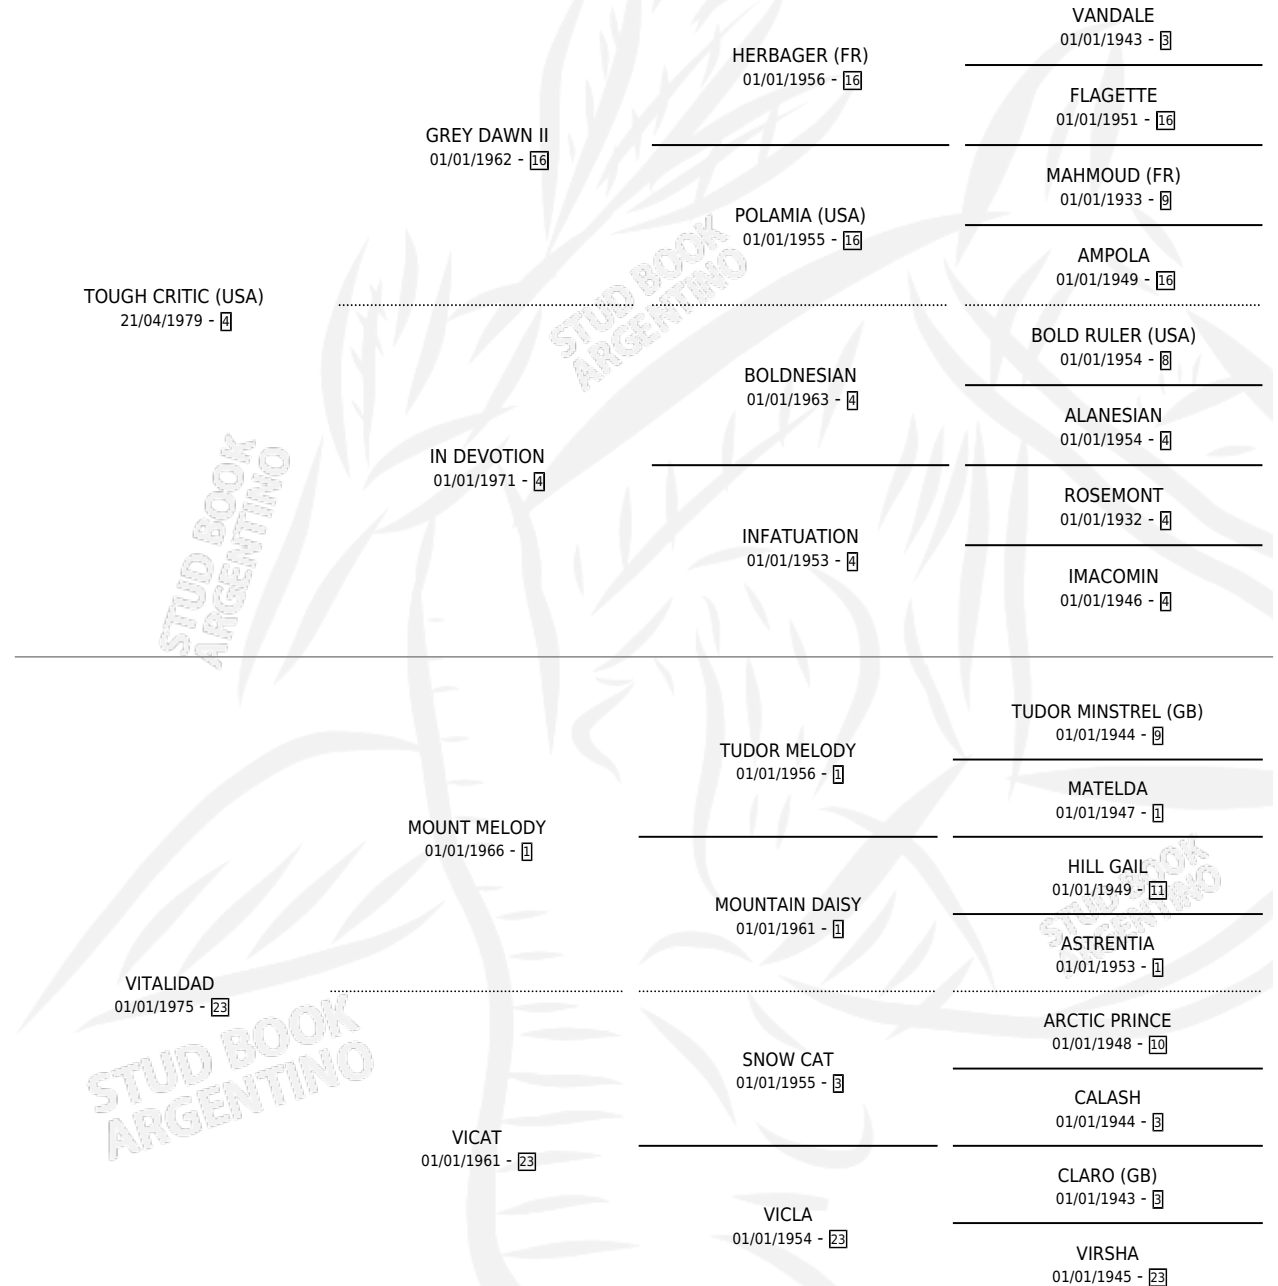 VANDALE
01/01/1943 - 3
HERBAGER (FR)
01/01/1956 - 16
FLAGETTE
01/01/1951 - 16
GREY DAWN II
01/01/1962 - 16
MAHMOUD (FR)
01/01/1933 - 9
POLAMIA (USA)
01/01/1955 - 16
AMPOLA
01/01/1949 - 16
TOUGH CRITIC (USA)
21/04/1979 - 4
STUD BOOK
ARGENTINO
BOLD RULER (USA)
01/01/1954 - 8
BOLDNESIAN
01/01/1963 - 4
ALANESIAN
01/01/1954 - 4
IN DEVOTION
01/01/1971 - 4
ROSEMONT
01/01/1932 - 4
INFATUATION
01/01/1953 - 4
IMACOMIN
01/01/1946 - 4
STUD BOOK
ARGENTINO
TUDOR MINSTREL (GB)
01/01/1944 - 9
TUDOR MELODY
01/01/1956 - 1
MATELDA
01/01/1947 - 1
MOUNT MELODY
01/01/1966 - 1
HILL GAIL
01/01/1949 - 11
MOUNTAIN DAISY
01/01/1961 - 1
STUD BOOK
ARGENTINO
ASTRENTIA
01/01/1953 - 1
VITALIDAD
01/01/1975 - 23
ARCTIC PRINCE
01/01/1948 - 10
SNOW CAT
01/01/1955 - 3
STUD BOOK
ARGENTINO
CALASH
01/01/1944 - 3
VICAT
01/01/1961 - 23
CLARO (GB)
01/01/1943 - 3
VICLA
01/01/1954 - 23
VIRSHA
01/01/1945 - 23